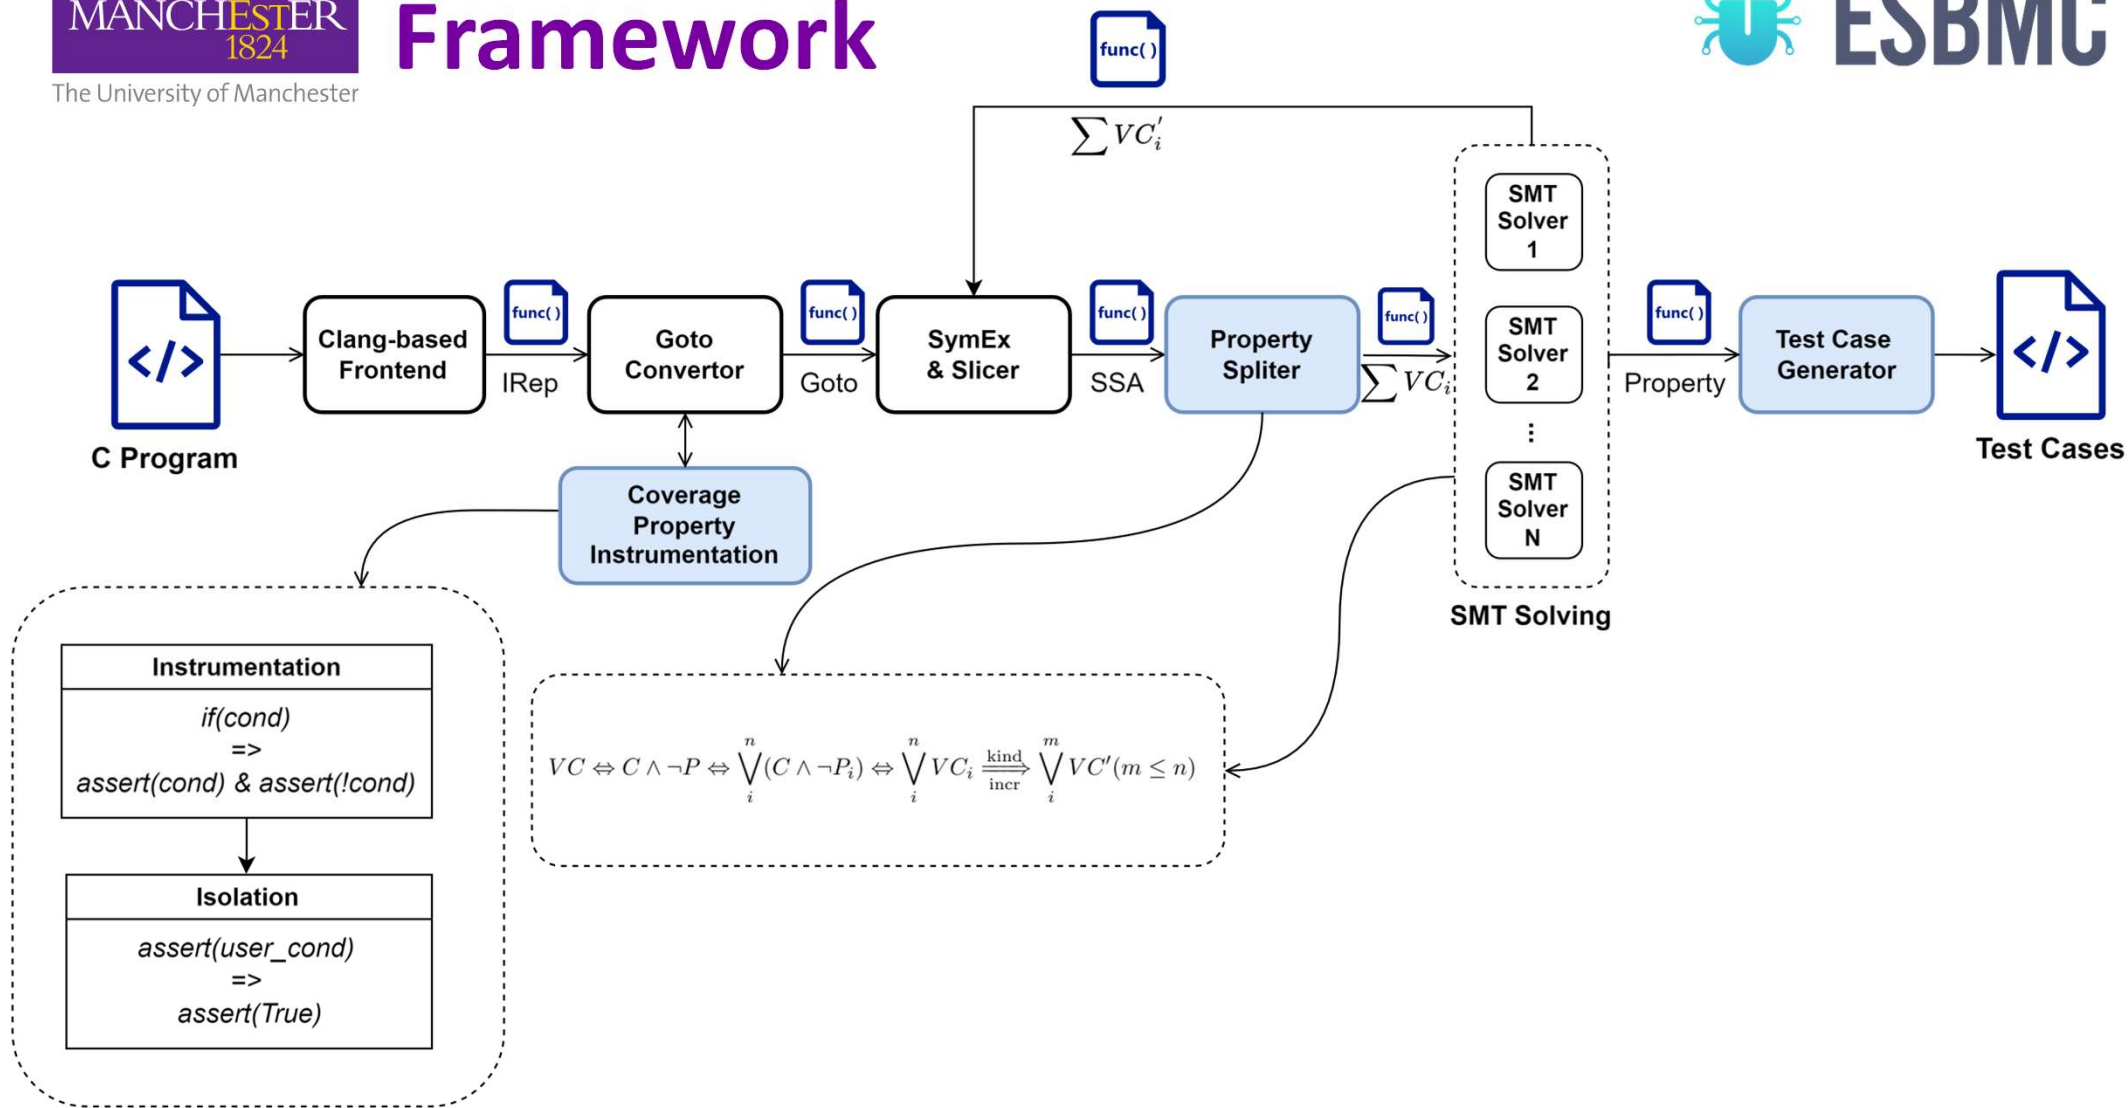 MANCHESTER
1824
The University of Manchester
Framework
ESBMC
func( )
∑ VC′ᵢ
SMT
Solver
1
SMT
Solver
2
⋮
SMT
Solver
N
SMT Solving
</>
C Program
Clang-based
Frontend
func( )
IRep
Goto
Convertor
func( )
Goto
SymEx
& Slicer
func( )
SSA
Property
Spliter
func( )
∑ VCᵢ
func( )
Property
Test Case
Generator
</>
Test Cases
Coverage
Property
Instrumentation
Instrumentation
if(cond)
=>
assert(cond) & assert(!cond)
Isolation
assert(user_cond)
=>
assert(True)
VC ⇔ C ∧ ¬P ⇔ ⋁ᵢⁿ (C ∧ ¬Pᵢ) ⇔ ⋁ᵢⁿ VCᵢ kind ⟹ incr ⋁ᵢᵐ VC′(m ≤ n)